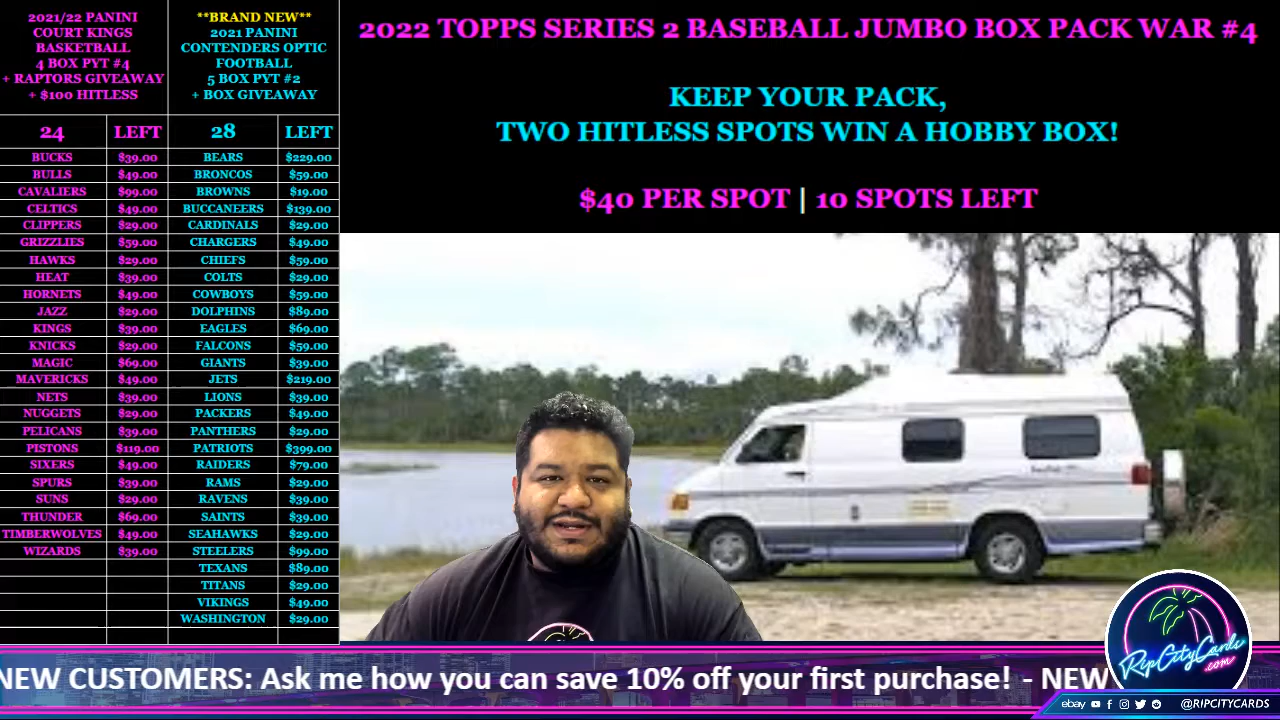 2021/22 PANINI
COURT KINGS
BASKETBALL
4 BOX PYT #4
+ RAPTORS GIVEAWAY
+ $100 HITLESS
**BRAND NEW**
2021 PANINI
CONTENDERS OPTIC
FOOTBALL
5 BOX PYT #2
+ BOX GIVEAWAY
24 LEFT 28 LEFT
BUCKS $39.00 BEARS $229.00
BULLS $49.00 BRONCOS $59.00
CAVALIERS $99.00 BROWNS $19.00
CELTICS $49.00 BUCCANEERS $139.00
CLIPPERS $29.00 CARDINALS $29.00
GRIZZLIES $59.00 CHARGERS $49.00
HAWKS $29.00 CHIEFS $59.00
HEAT $39.00 COLTS $29.00
HORNETS $49.00 COWBOYS $59.00
JAZZ $29.00 DOLPHINS $89.00
KINGS $39.00 EAGLES $69.00
KNICKS $29.00 FALCONS $59.00
MAGIC $69.00 GIANTS $39.00
MAVERICKS $49.00 JETS $219.00
NETS $39.00 LIONS $39.00
NUGGETS $29.00 PACKERS $49.00
PELICANS $39.00 PANTHERS $29.00
PISTONS $119.00 PATRIOTS $399.00
SIXERS $49.00 RAIDERS $79.00
SPURS $39.00 RAMS $29.00
SUNS $29.00 RAVENS $39.00
THUNDER $69.00 SAINTS $39.00
TIMBERWOLVES $49.00 SEAHAWKS $29.00
WIZARDS $39.00 STEELERS $99.00
TEXANS $89.00
TITANS $29.00
VIKINGS $49.00
WASHINGTON $29.00
2022 TOPPS SERIES 2 BASEBALL JUMBO BOX PACK WAR #4
KEEP YOUR PACK,
TWO HITLESS SPOTS WIN A HOBBY BOX!
$40 PER SPOT | 10 SPOTS LEFT
NEW CUSTOMERS: Ask me how you can save 10% off your first purchase! - NEW
RipCityCards
.com
ebay @RIPCITYCARDS